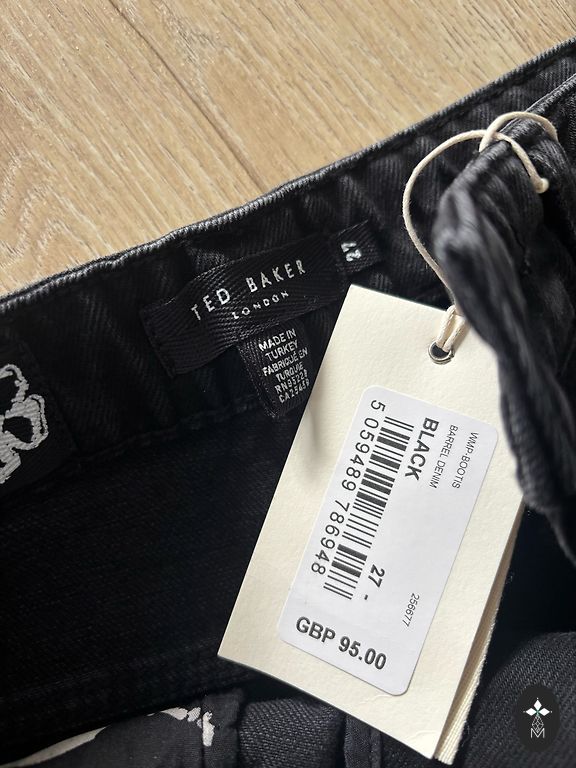 TED BAKER
LONDON
27
MADE IN
TURKEY
FABRIQUÉ EN
TURQUIE
WMP-BOOTIS
BARREL DENIM
BLACK
256677
5 059489 786948
27 -
GBP 95.00
M